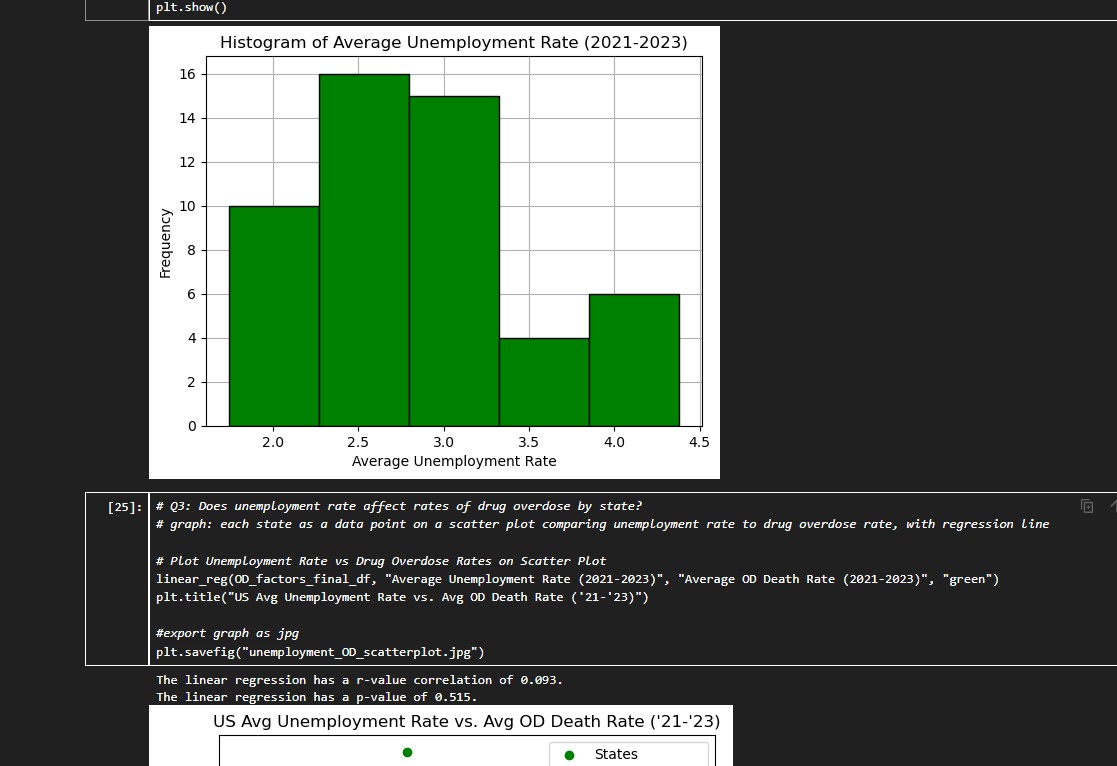 plt.show()
Histogram of Average Unemployment Rate (2021-2023)
16
14
12
10
8
6
4
2
0
Frequency
2.0 2.5 3.0 3.5 4.0 4.5
Average Unemployment Rate
[25]:
# Q3: Does unemployment rate affect rates of drug overdose by state?
# graph: each state as a data point on a scatter plot comparing unemployment rate to drug overdose rate, with regression line
# Plot Unemployment Rate vs Drug Overdose Rates on Scatter Plot
linear_reg(OD_factors_final_df, "Average Unemployment Rate (2021-2023)", "Average OD Death Rate (2021-2023)", "green")
plt.title("US Avg Unemployment Rate vs. Avg OD Death Rate ('21-'23)")
#export graph as jpg
plt.savefig("unemployment_OD_scatterplot.jpg")
The linear regression has a r-value correlation of 0.093.
The linear regression has a p-value of 0.515.
US Avg Unemployment Rate vs. Avg OD Death Rate ('21-'23)
States